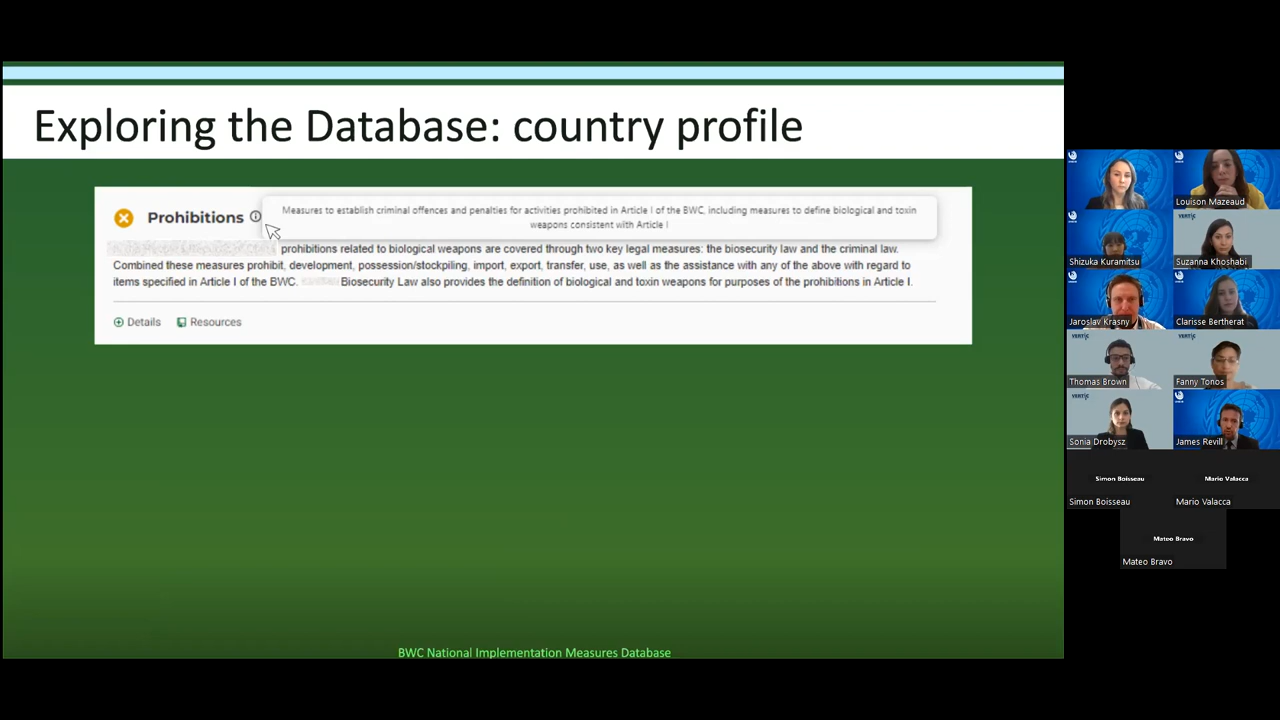 Exploring the Database: country profile
Prohibitions
Measures to establish criminal offences and penalties for activities prohibited in Article I of the BWC, including measures to define biological and toxin
weapons consistent with Article I
prohibitions related to biological weapons are covered through two key legal measures: the biosecurity law and the criminal law.
Combined these measures prohibit, development, possession/stockpiling, import, export, transfer, use, as well as the assistance with any of the above with regard to
items specified in Article I of the BWC. Biosecurity Law also provides the definition of biological and toxin weapons for purposes of the prohibitions in Article I.
Details Resources
BWC National Implementation Measures Database
Louison Mazeaud
Shizuka Kuramitsu
Suzanna Khoshabi
Jaroslav Krasny
Clarisse Bertherat
VERTIC
VERTIC
Thomas Brown
Fanny Tonos
VERTIC
Sonia Drobysz
James Revill
Simon Boisseau
Mario Valacca
Simon Boisseau
Mario Valacca
Mateo Bravo
Mateo Bravo